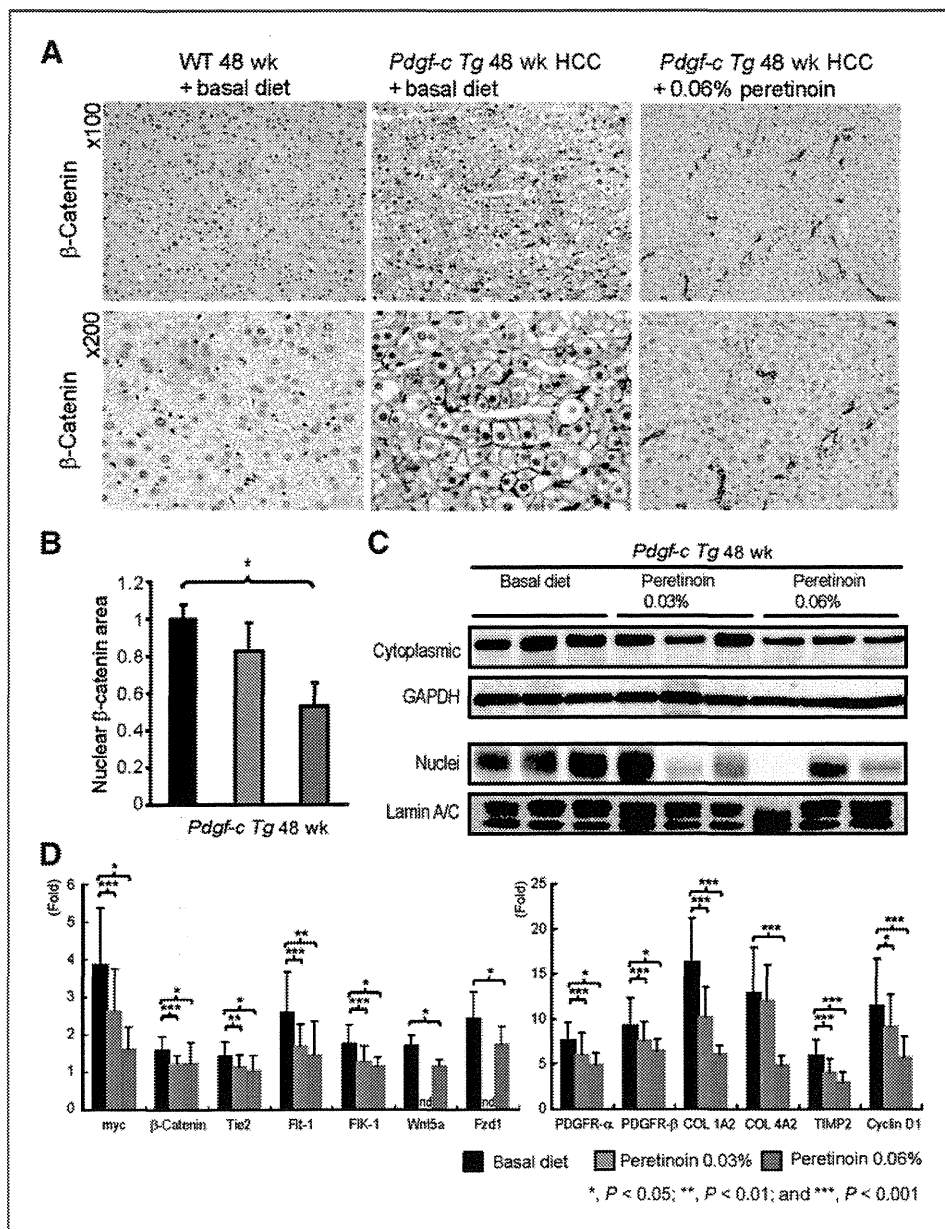 A
WT 48 wk
+ basal diet
Pdgf-c Tg 48 wk HCC
+ basal diet
Pdgf-c Tg 48 wk HCC
+ 0.06% peretinoin
x100
β-Catenin
x200
β-Catenin
B
*
Nuclear β-catenin area
1.2
1
0.8
0.6
0.4
0.2
0
Pdgf-c Tg 48 wk
C
Pdgf-c Tg 48 wk
Basal diet
Peretinoin
0.03%
Peretinoin
0.06%
Cytoplasmic
GAPDH
Nuclei
Lamin A/C
D
(Fold)
6
5
4
3
2
1
0
*
***
*
***
*
**
**
***
*
***
*
*
nd
nd
myc
β-Catenin
Tie2
Flt-1
FlK-1
Wnt5a
Fzd1
(Fold)
25
20
15
10
5
0
*
***
*
***
***
***
***
***
***
***
*
PDGFR-α
PDGFR-β
COL 1A2
COL 4A2
TIMP2
Cyclin D1
Basal diet
Peretinoin 0.03%
Peretinoin 0.06%
*, P < 0.05; **, P < 0.01; and ***, P < 0.001